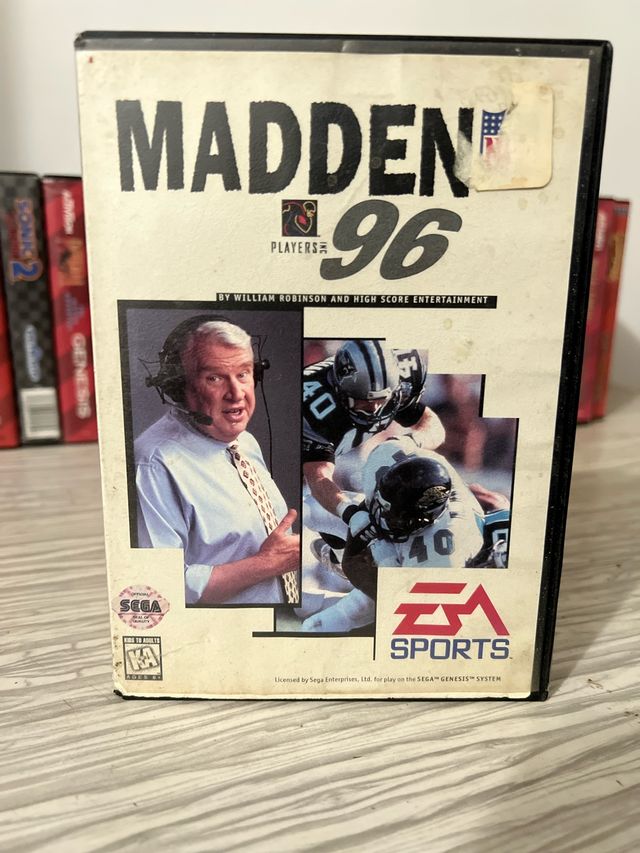 MADDEN
PLAYERS INC
96
BY WILLIAM ROBINSON AND HIGH SCORE ENTERTAINMENT
40
40
OFFICIAL
SEGA
SEAL OF
QUALITY
EA
SPORTS™
KIDS TO ADULTS
KA
AGES 6+
Licensed by Sega Enterprises, Ltd. for play on the SEGA™ GENESIS™ SYSTEM
SONIC
2
GENESIS